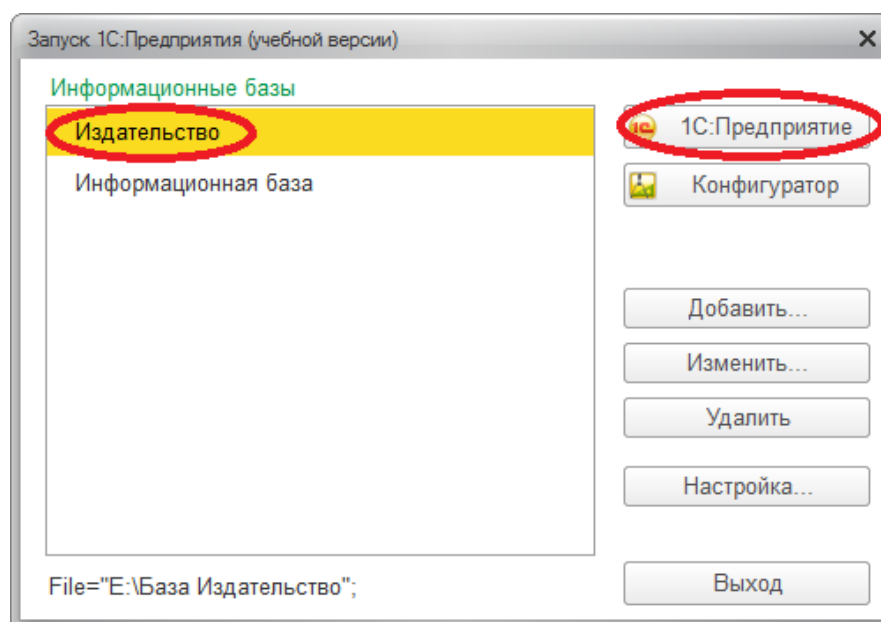 Запуск 1С:Предприятия (учебной версии)
Информационные базы
Издательство
Информационная база
1С:Предприятие
Конфигуратор
Добавить...
Изменить...
Удалить
Настройка...
Выход
File="E:\База Издательство";